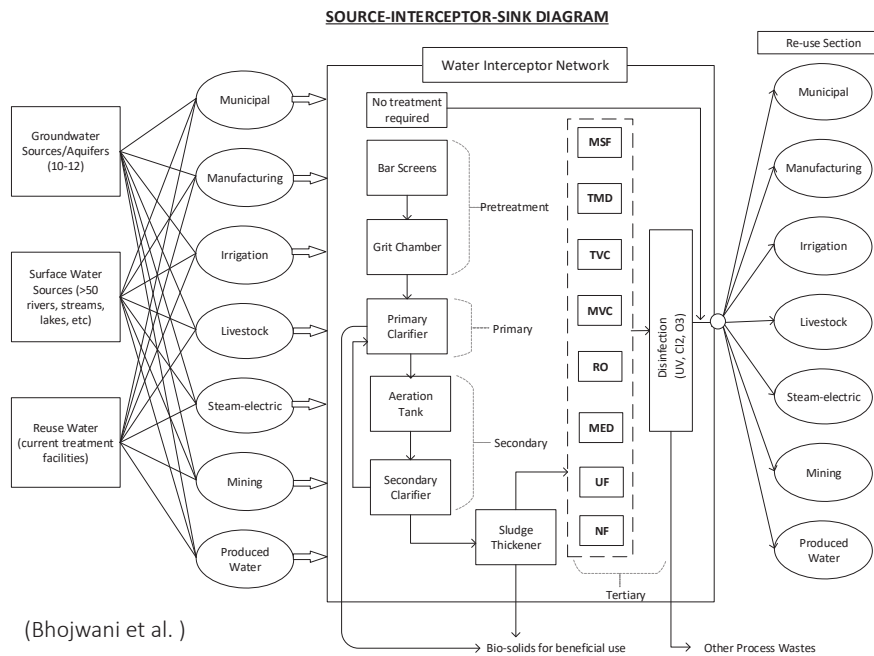 SOURCE-INTERCEPTOR-SINK DIAGRAM
Re-use Section
Water Interceptor Network
Groundwater
Sources/Aquifers
(10-12)
Surface Water
Sources (>50
rivers, streams,
lakes, etc)
Reuse Water
(current treatment
facilities)
Municipal
Manufacturing
Irrigation
Livestock
Steam-electric
Mining
Produced
Water
No treatment
required
Bar Screens
Grit Chamber
Pretreatment
Primary
Clarifier
Primary
Aeration
Tank
Secondary
Clarifier
Secondary
Sludge
Thickener
MSF
TMD
TVC
MVC
RO
MED
UF
NF
Tertiary
Disinfection
(UV, Cl2, O3)
Municipal
Manufacturing
Irrigation
Livestock
Steam-electric
Mining
Produced
Water
(Bhojwani et al. )
Bio-solids for beneficial use
Other Process Wastes